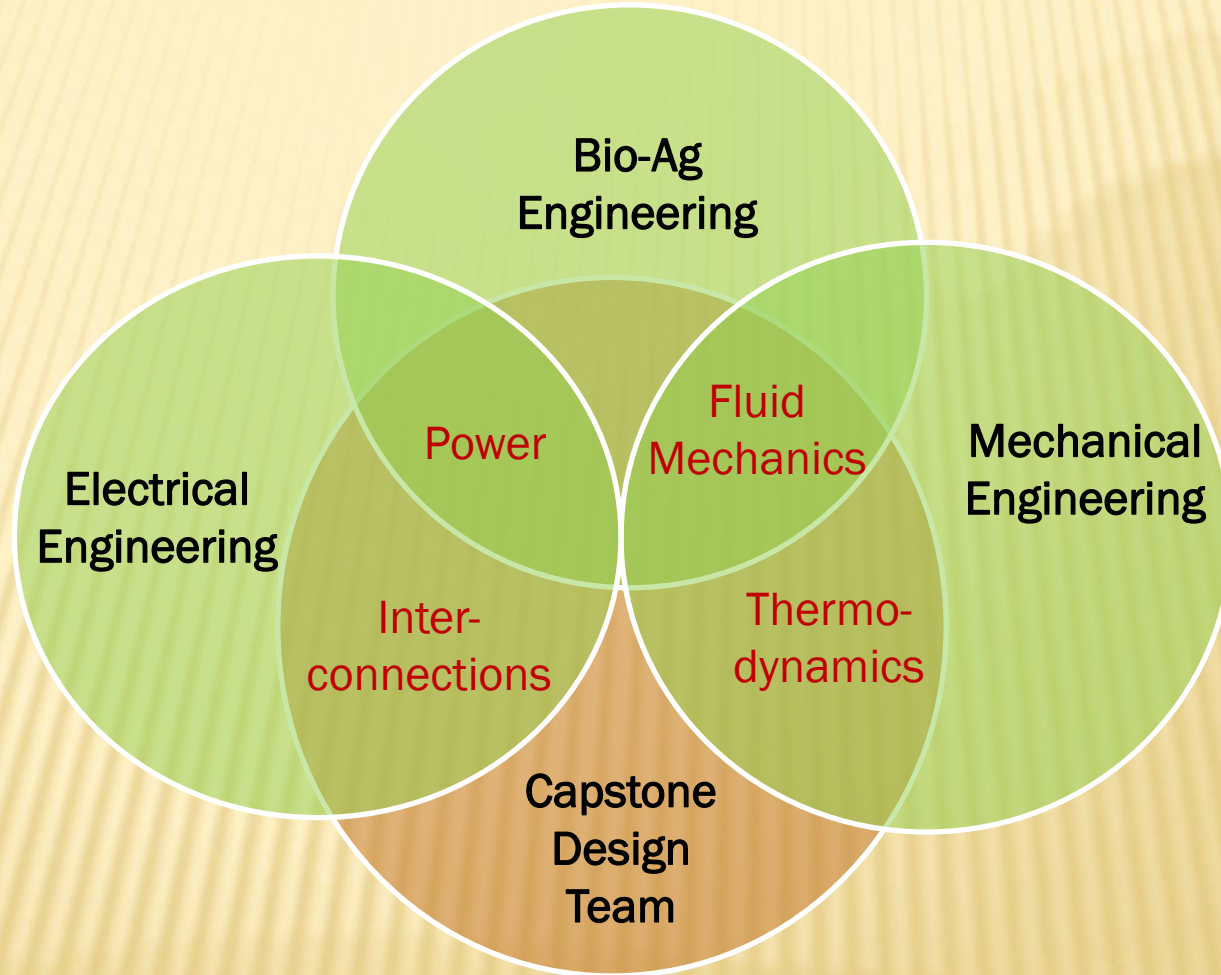 Bio-Ag
Engineering
Electrical
Engineering
Power
Fluid
Mechanics
Mechanical
Engineering
Inter-
connections
Thermo-
dynamics
Capstone
Design
Team